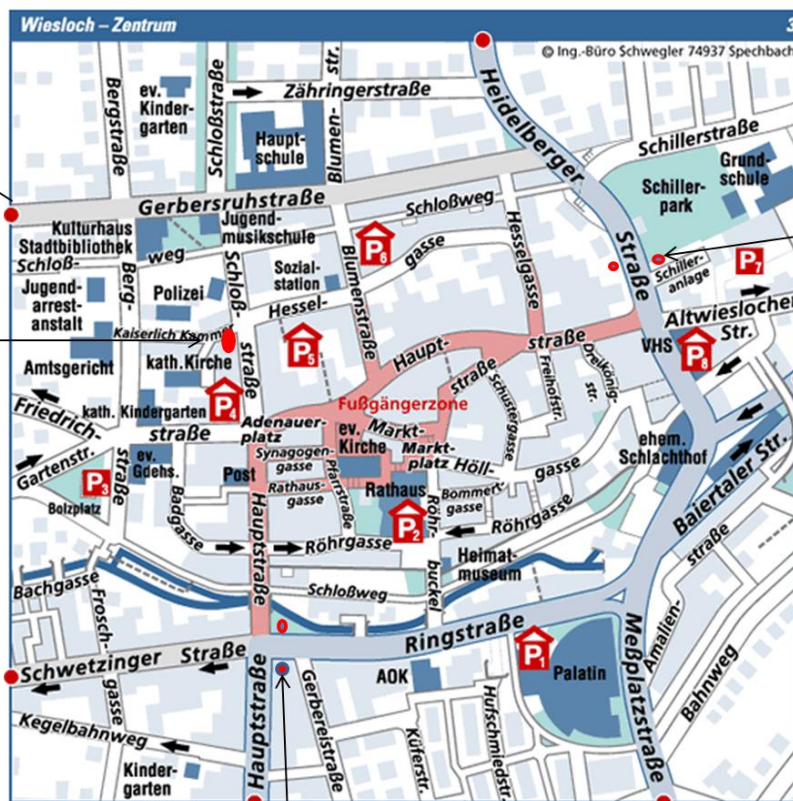 Wiesloch – Zentrum
3
© Ing.-Büro Schwegler 74937 Spechbach
Bergstraße
ev.
Kinder-
garten
Schloßstraße
Zähringerstraße
Blumen-
str.
Haupt-
schule
Heidelberger
Straße
Schillerstraße
Grund-
schule
Schiller-
park
Gerbersruhstraße
Schloßweg
Kulturhaus
Stadtbibliothek
Jugend-
musikschule
Schloß-
weg
P6
Hesselgasse
Schiller-
anlage
P7
Jugend-
arrest-
anstalt
Berg-
straße
Polizei
Schloß-
straße
Sozial-
station
Blumenstraße
Hessel-
gasse
Altwieslocher
Str.
Kaiserlich Kammer
Amtsgericht
kath. Kirche
P5
Haupt-
straße
VHS
P8
Friedrich-
straße
kath. Kindergarten
P4
Fußgängerzone
straße
Schustergasse
Freihofstr.
Dreikönig-
str.
Adenauer-
platz
ev.
Kirche
Markt-
Markt-
platz
Höll-
gasse
ehem.
Schlachthof
Gartenstr.
P3
Bolzplatz
ev.
Gdehs.
Post
Synagogen-
gasse
Rathaus-
gasse
Pfarrstraße
Rathaus
P2
Röhr-
buckel
Bommert
gasse
Röhrgasse
Baiertaler Str.
Badgasse
Hauptstraße
Röhrgasse
Heimat-
museum
Bachgasse
Frosch-
gasse
Schloßweg
Ringstraße
Amalien-
straße
Schwetzinger Straße
P1
Palatin
Meßplatzstraße
Bahnweg
AOK
Kegelbahnweg
Hauptstraße
Gerbereistraße
Küferstr.
Hufschmiedstr.
Kinder-
garten